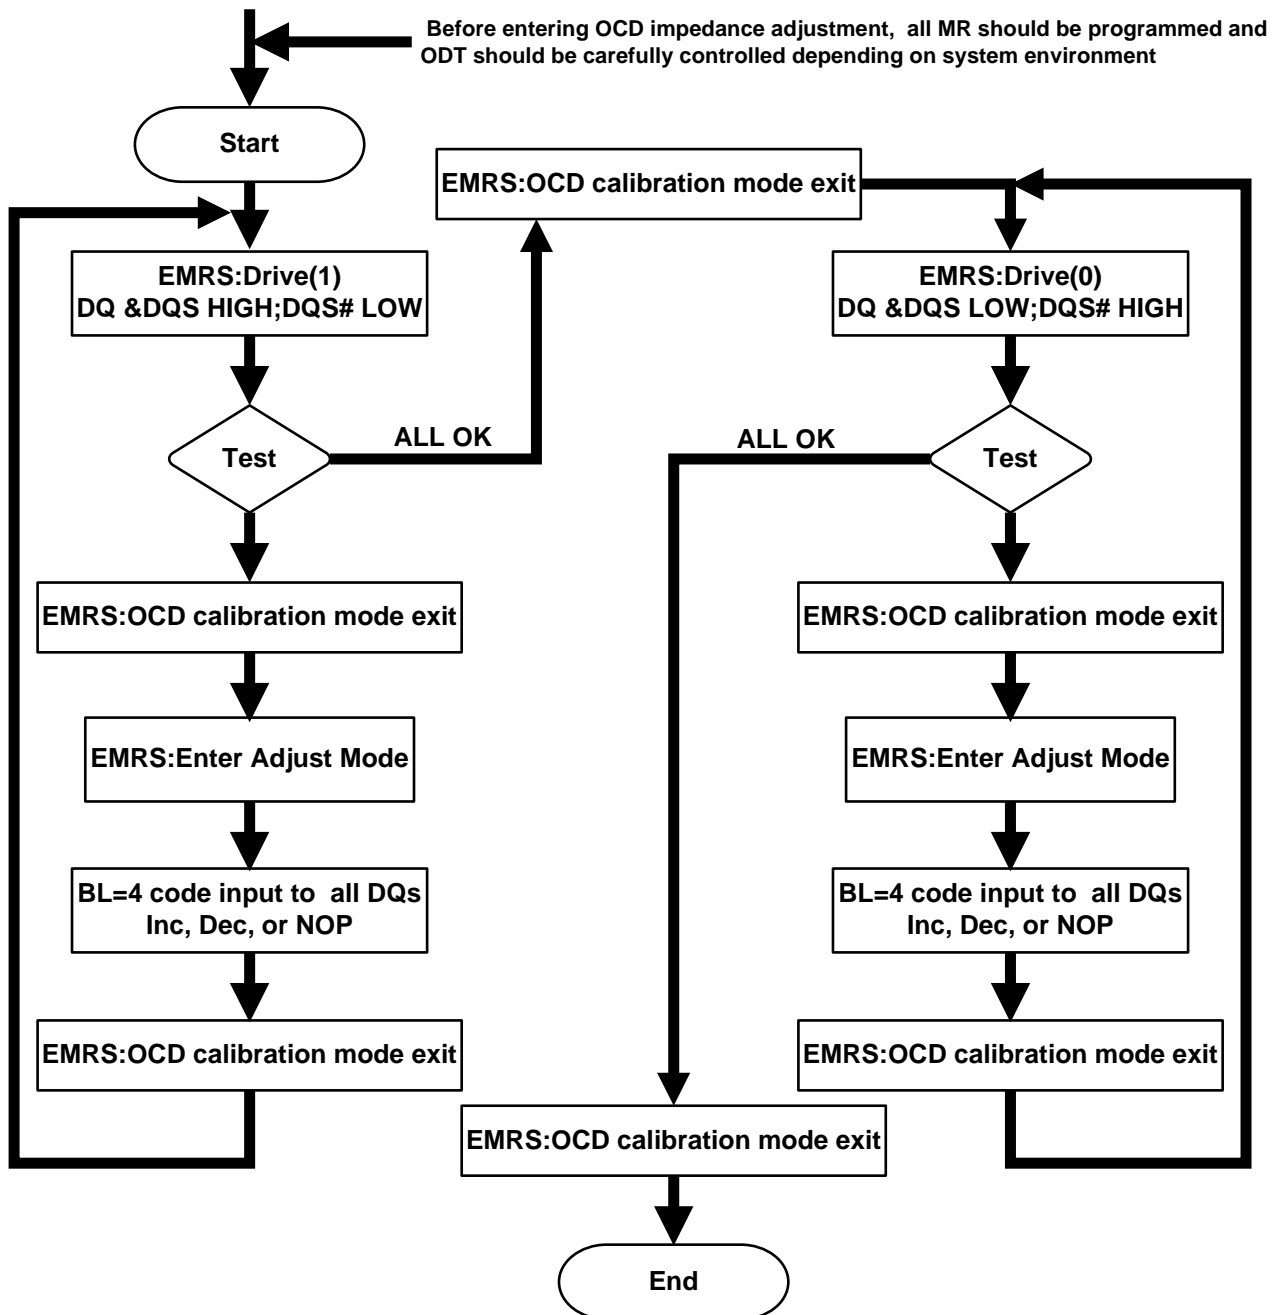 Before entering OCD impedance adjustment, all MR should be programmed and
ODT should be carefully controlled depending on system environment
Start
EMRS:OCD calibration mode exit
EMRS:Drive(1)
DQ &DQS HIGH;DQS# LOW
EMRS:Drive(0)
DQ &DQS LOW;DQS# HIGH
ALL OK
Test
ALL OK
Test
EMRS:OCD calibration mode exit
EMRS:OCD calibration mode exit
EMRS:Enter Adjust Mode
EMRS:Enter Adjust Mode
BL=4 code input to all DQs
Inc, Dec, or NOP
BL=4 code input to all DQs
Inc, Dec, or NOP
EMRS:OCD calibration mode exit
EMRS:OCD calibration mode exit
EMRS:OCD calibration mode exit
End